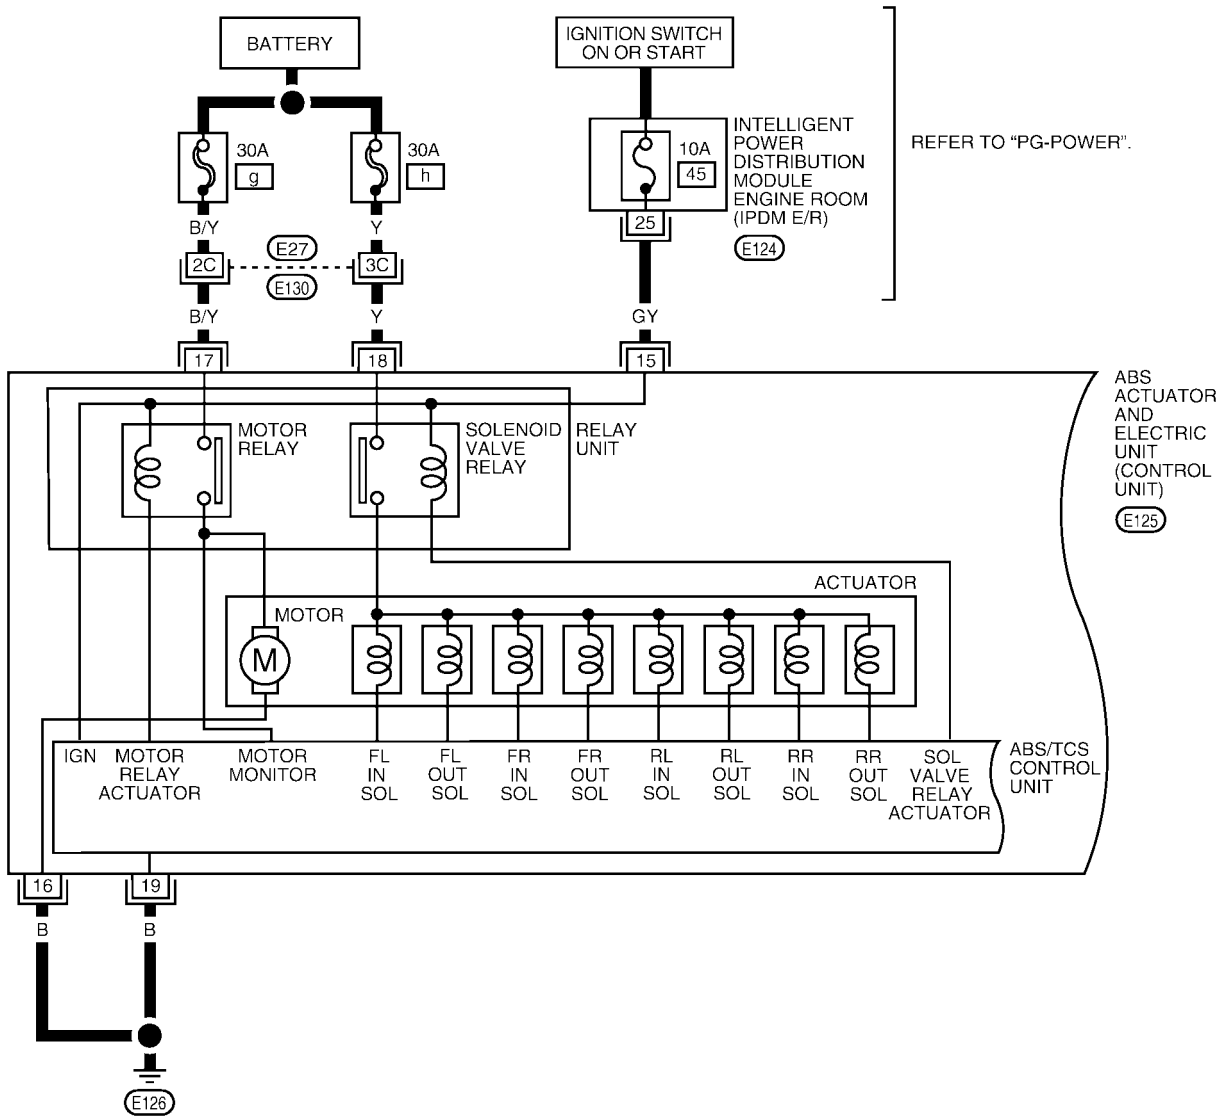 BATTERY
IGNITION SWITCH
ON OR START
30A
g
30A
h
10A
45
INTELLIGENT
POWER
DISTRIBUTION
MODULE
ENGINE ROOM
(IPDM E/R)
REFER TO “PG-POWER”.
25
E124
B/Y
Y
2C
E27
3C
E130
B/Y
Y
GY
17
18
15
ABS
ACTUATOR
AND
ELECTRIC
UNIT
(CONTROL
UNIT)
E125
MOTOR
RELAY
SOLENOID
VALVE
RELAY
RELAY
UNIT
ACTUATOR
MOTOR
M
IGN
MOTOR
RELAY
ACTUATOR
MOTOR
MONITOR
FL
IN
SOL
FL
OUT
SOL
FR
IN
SOL
FR
OUT
SOL
RL
IN
SOL
RL
OUT
SOL
RR
IN
SOL
RR
OUT
SOL
SOL
VALVE
RELAY
ACTUATOR
ABS/TCS
CONTROL
UNIT
16
19
B
B
E126